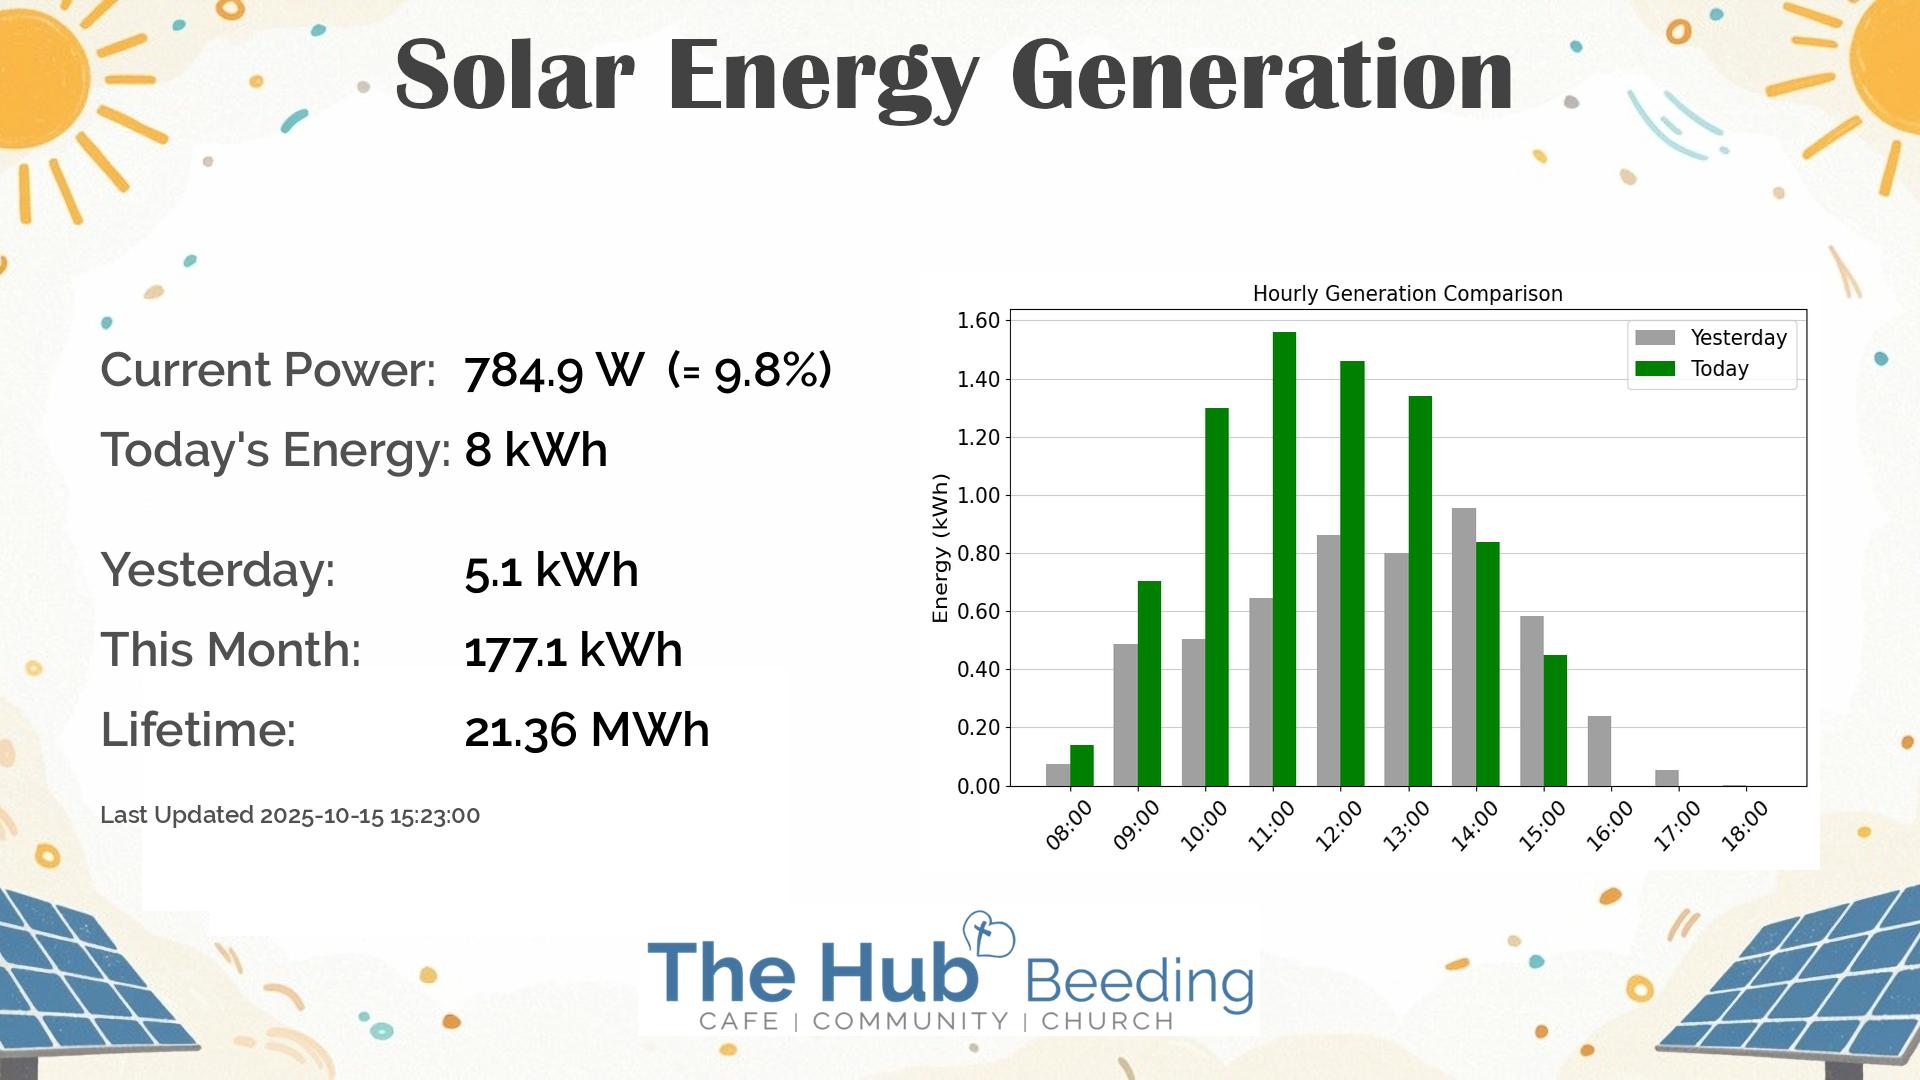 Solar Energy Generation
Current Power: 784.9 W (= 9.8%)
Today's Energy: 8 kWh
Yesterday: 5.1 kWh
This Month: 177.1 kWh
Lifetime: 21.36 MWh
Last Updated 2025-10-15 15:23:00
Hourly Generation Comparison
Yesterday
Today
Energy (kWh)
1.60
1.40
1.20
1.00
0.80
0.60
0.40
0.20
0.00
08:00 09:00 10:00 11:00 12:00 13:00 14:00 15:00 16:00 17:00 18:00
The Hub Beeding
CAFE | COMMUNITY | CHURCH